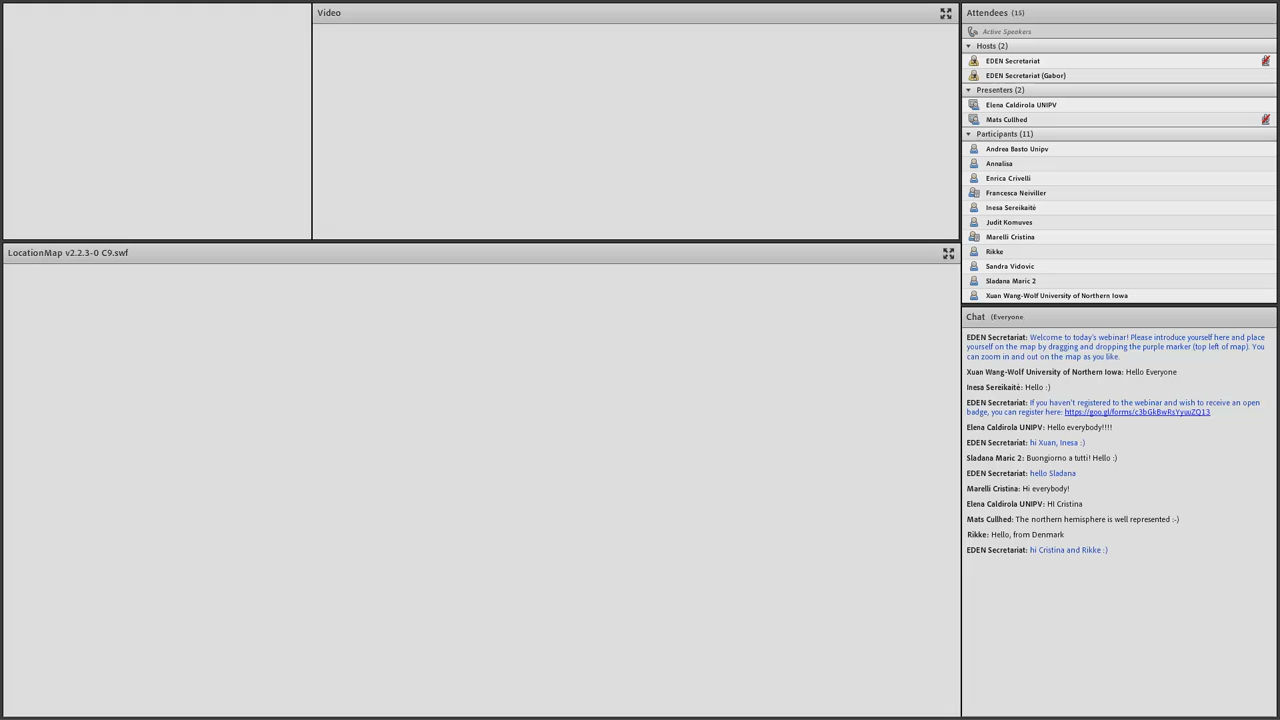 Video
LocationMap v2.2.3-0 C9.swf
Attendees (15)
Active Speakers
Hosts (2)
EDEN Secretariat
EDEN Secretariat (Gabor)
Presenters (2)
Elena Caldirola UNIPV
Mats Cullhed
Participants (11)
Andrea Basto Unipv
Annalisa
Enrica Crivelli
Francesca Neiviller
Inesa Sereikaitė
Judit Komuves
Marelli Cristina
Rikke
Sandra Vidovic
Sladana Maric 2
Xuan Wang-Wolf University of Northern Iowa
Chat (Everyone
EDEN Secretariat: Welcome to today's webinar! Please introduce yourself here and place
yourself on the map by dragging and dropping the purple marker (top left of map). You
can zoom in and out on the map as you like.
Xuan Wang-Wolf University of Northern Iowa: Hello Everyone
Inesa Sereikaitė: Hello :)
EDEN Secretariat: If you haven't registered to the webinar and wish to receive an open
badge, you can register here: https://goo.gl/forms/c3bGkBwRsYyuuZQ13
Elena Caldirola UNIPV: Hello everybody!!!!
EDEN Secretariat: hi Xuan, Inesa :)
Sladana Maric 2: Buongiorno a tutti! Hello :)
EDEN Secretariat: hello Sladana
Marelli Cristina: Hi everybody!
Elena Caldirola UNIPV: HI Cristina
Mats Cullhed: The northern hemisphere is well represented :-)
Rikke: Hello, from Denmark
EDEN Secretariat: hi Cristina and Rikke :)